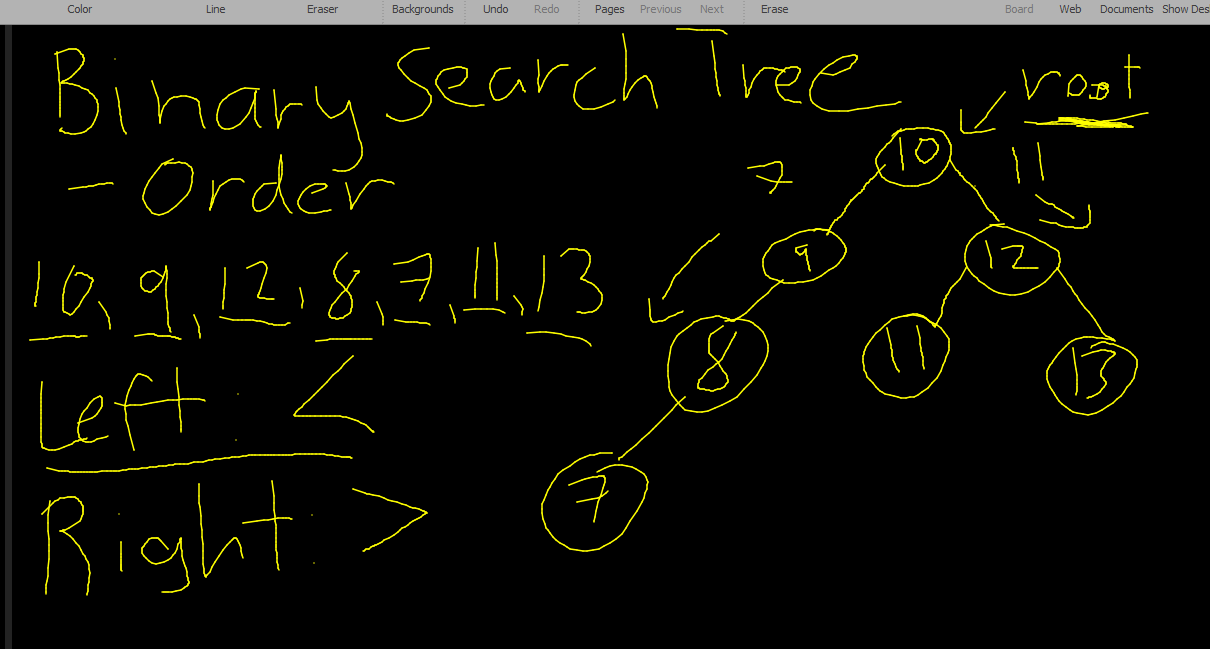 Color Line Eraser Backgrounds Undo Redo Pages Previous Next Erase Board Web Documents Show Des
Binary Search Tree
root
- Order
10, 9, 12, 8, 7, 11, 13
Left: <
Right: >
10
7
11
9
12
8
11
13
7